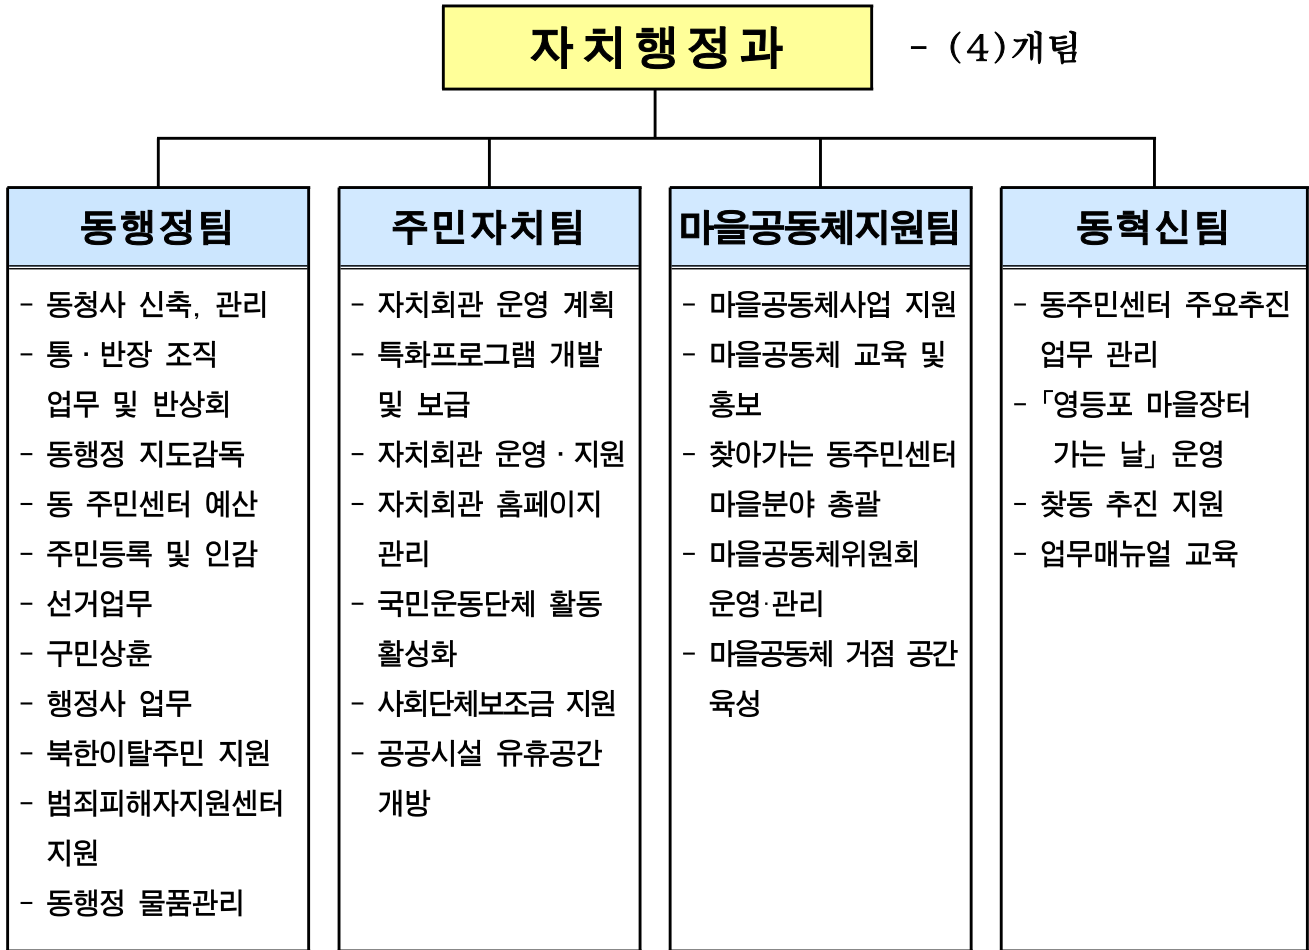 자치행정과
- (4)개팀
동행정팀
- 동청사 신축, 관리
- 통·반장 조직
업무 및 반상회
- 동행정 지도감독
- 동 주민센터 예산
- 주민등록 및 인감
- 선거업무
- 구민상훈
- 행정사 업무
- 북한이탈주민 지원
- 범죄피해자지원센터
지원
- 동행정 물품관리
주민자치팀
- 자치회관 운영 계획
- 특화프로그램 개발
및 보급
- 자치회관 운영·지원
- 자치회관 홈페이지
관리
- 국민운동단체 활동
활성화
- 사회단체보조금 지원
- 공공시설 유휴공간
개방
마을공동체지원팀
- 마을공동체사업 지원
- 마을공동체 교육 및
홍보
- 찾아가는 동주민센터
마을분야 총괄
- 마을공동체위원회
운영·관리
- 마을공동체 거점 공간
육성
동혁신팀
- 동주민센터 주요추진
업무 관리
-「영등포 마을장터
가는 날」운영
- 찾동 추진 지원
- 업무매뉴얼 교육